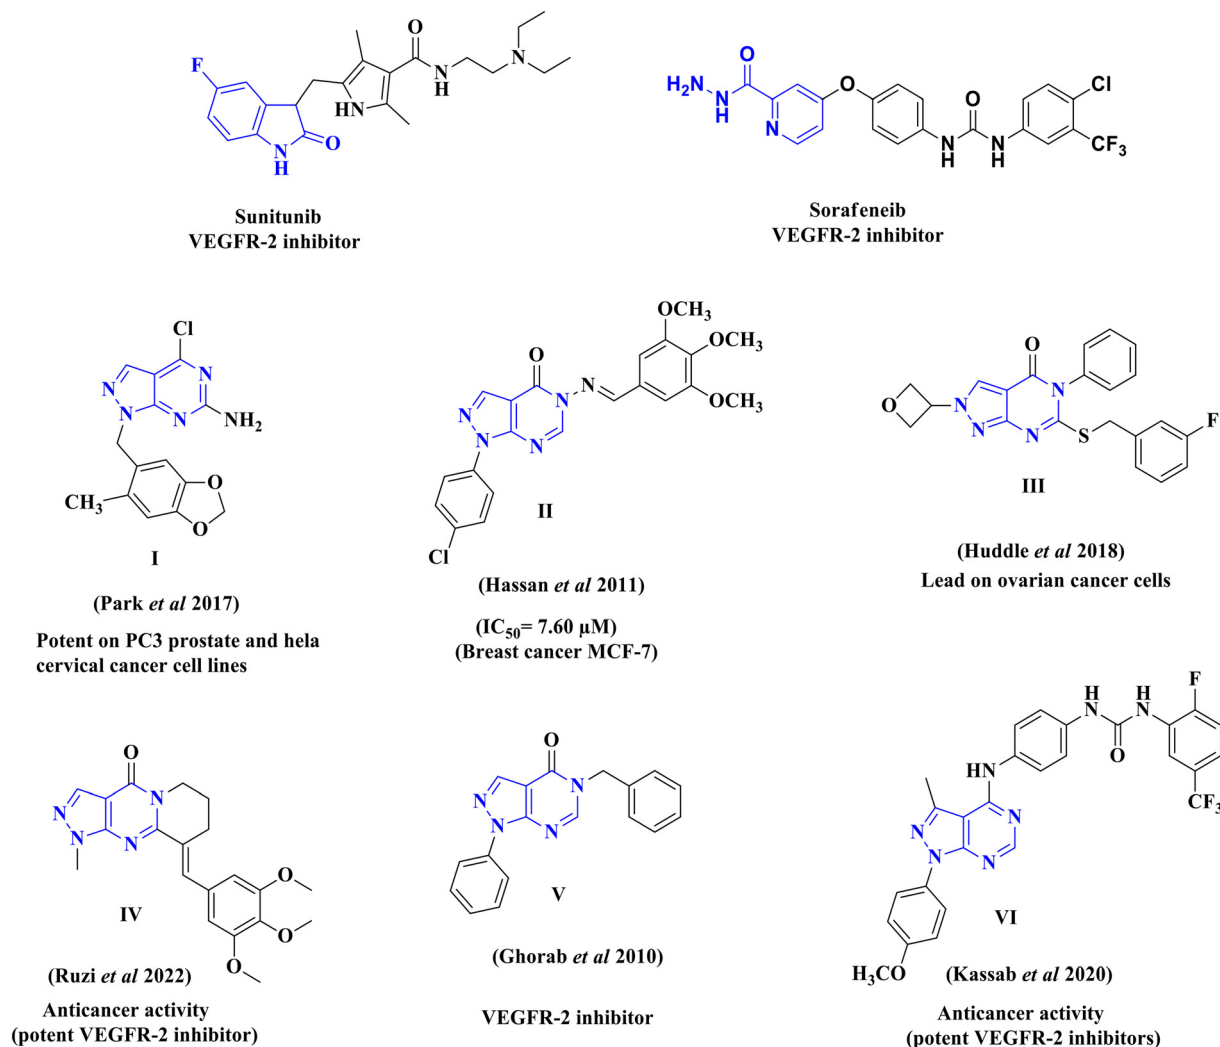 F
N
H
O
HN
O
N
H
N
Sunitunib
VEGFR-2 inhibitor
H2N
N
H
O
N
O
N
H
O
N
H
Cl
CF3
Sorafeneib
VEGFR-2 inhibitor
Cl
N
N
N
N
NH2
CH3
O
O
I
(Park et al 2017)
Potent on PC3 prostate and hela
cervical cancer cell lines
OCH3
OCH3
OCH3
O
N
N
N
N
N
Cl
II
(Hassan et al 2011)
(IC50= 7.60 µM)
(Breast cancer MCF-7)
O
O
N
N
N
N
S
F
III
(Huddle et al 2018)
Lead on ovarian cancer cells
O
N
N
N
N
O
O
O
IV
(Ruzi et al 2022)
Anticancer activity
(potent VEGFR-2 inhibitor)
O
N
N
N
N
V
(Ghorab et al 2010)
VEGFR-2 inhibitor
F
H
N
H
N
O
CF3
HN
N
N
N
N
H3CO
VI
(Kassab et al 2020)
Anticancer activity
(potent VEGFR-2 inhibitors)